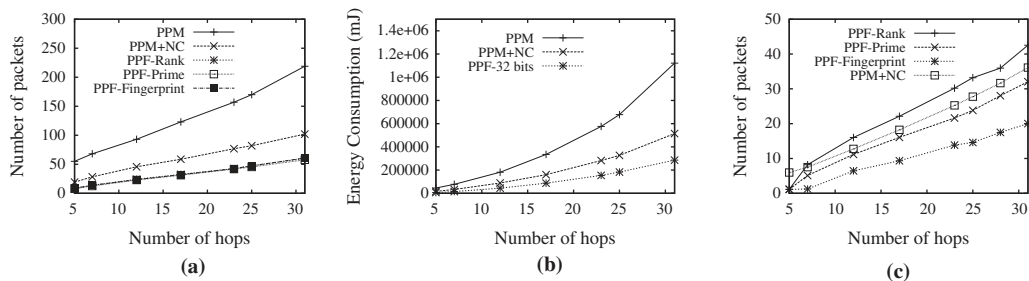 300
250
200
150
100
50
0
5 10 15 20 25 30
Number of packets
Number of hops
PPM
PPM+NC
PPF-Rank
PPF-Prime
PPF-Fingerprint
(a)
1.4e+06
1.2e+06
1e+06
800000
600000
400000
200000
0
5 10 15 20 25 30
Energy Consumption (mJ)
Number of hops
PPM
PPM+NC
PPF-32 bits
(b)
50
40
30
20
10
0
5 10 15 20 25 30
Number of packets
Number of hops
PPF-Rank
PPF-Prime
PPF-Fingerprint
PPM+NC
(c)